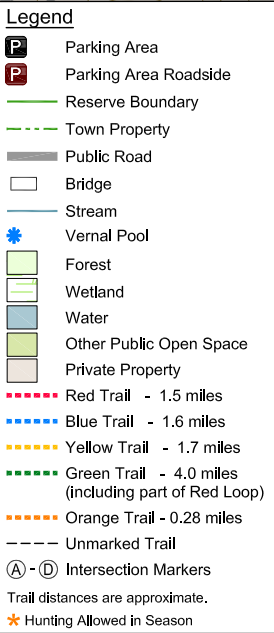 Legend
P Parking Area
P Parking Area Roadside
Reserve Boundary
Town Property
Public Road
Bridge
Stream
Vernal Pool
Forest
Wetland
Water
Other Public Open Space
Private Property
Red Trail - 1.5 miles
Blue Trail - 1.6 miles
Yellow Trail - 1.7 miles
Green Trail - 4.0 miles
(including part of Red Loop)
Orange Trail - 0.28 miles
Unmarked Trail
A - D Intersection Markers
Trail distances are approximate.
* Hunting Allowed in Season